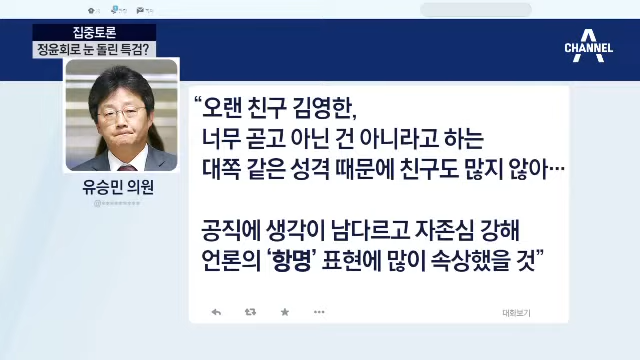 집중토론
정윤회로 눈 돌린 특검?
CHANNEL A
유승민 의원
@*********
“오랜 친구 김영한,
너무 곧고 아닌 건 아니라고 하는
대쪽 같은 성격 때문에 친구도 많지 않아…
공직에 생각이 남다르고 자존심 강해
언론의 ‘항명’ 표현에 많이 속상했을 것”
대화보기